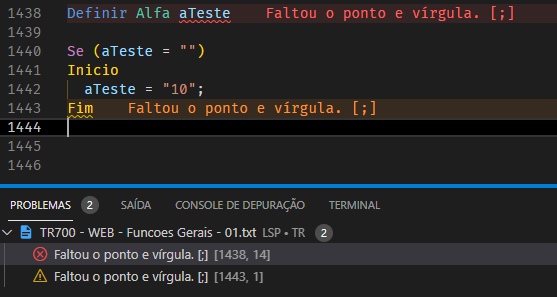 1438 Definir Alfa aTeste Faltou o ponto e vírgula. [;]
1439
1440 Se (aTeste = "")
1441 Inicio
1442 aTeste = "10";
1443 Fim Faltou o ponto e vírgula. [;]
1444
1445
1446
PROBLEMAS 2 SAÍDA CONSOLE DE DEPURAÇÃO TERMINAL
TR700 - WEB - Funcoes Gerais - 01.txt LSP • TR 2
Faltou o ponto e vírgula. [;] [1438, 14]
Faltou o ponto e vírgula. [;] [1443, 1]